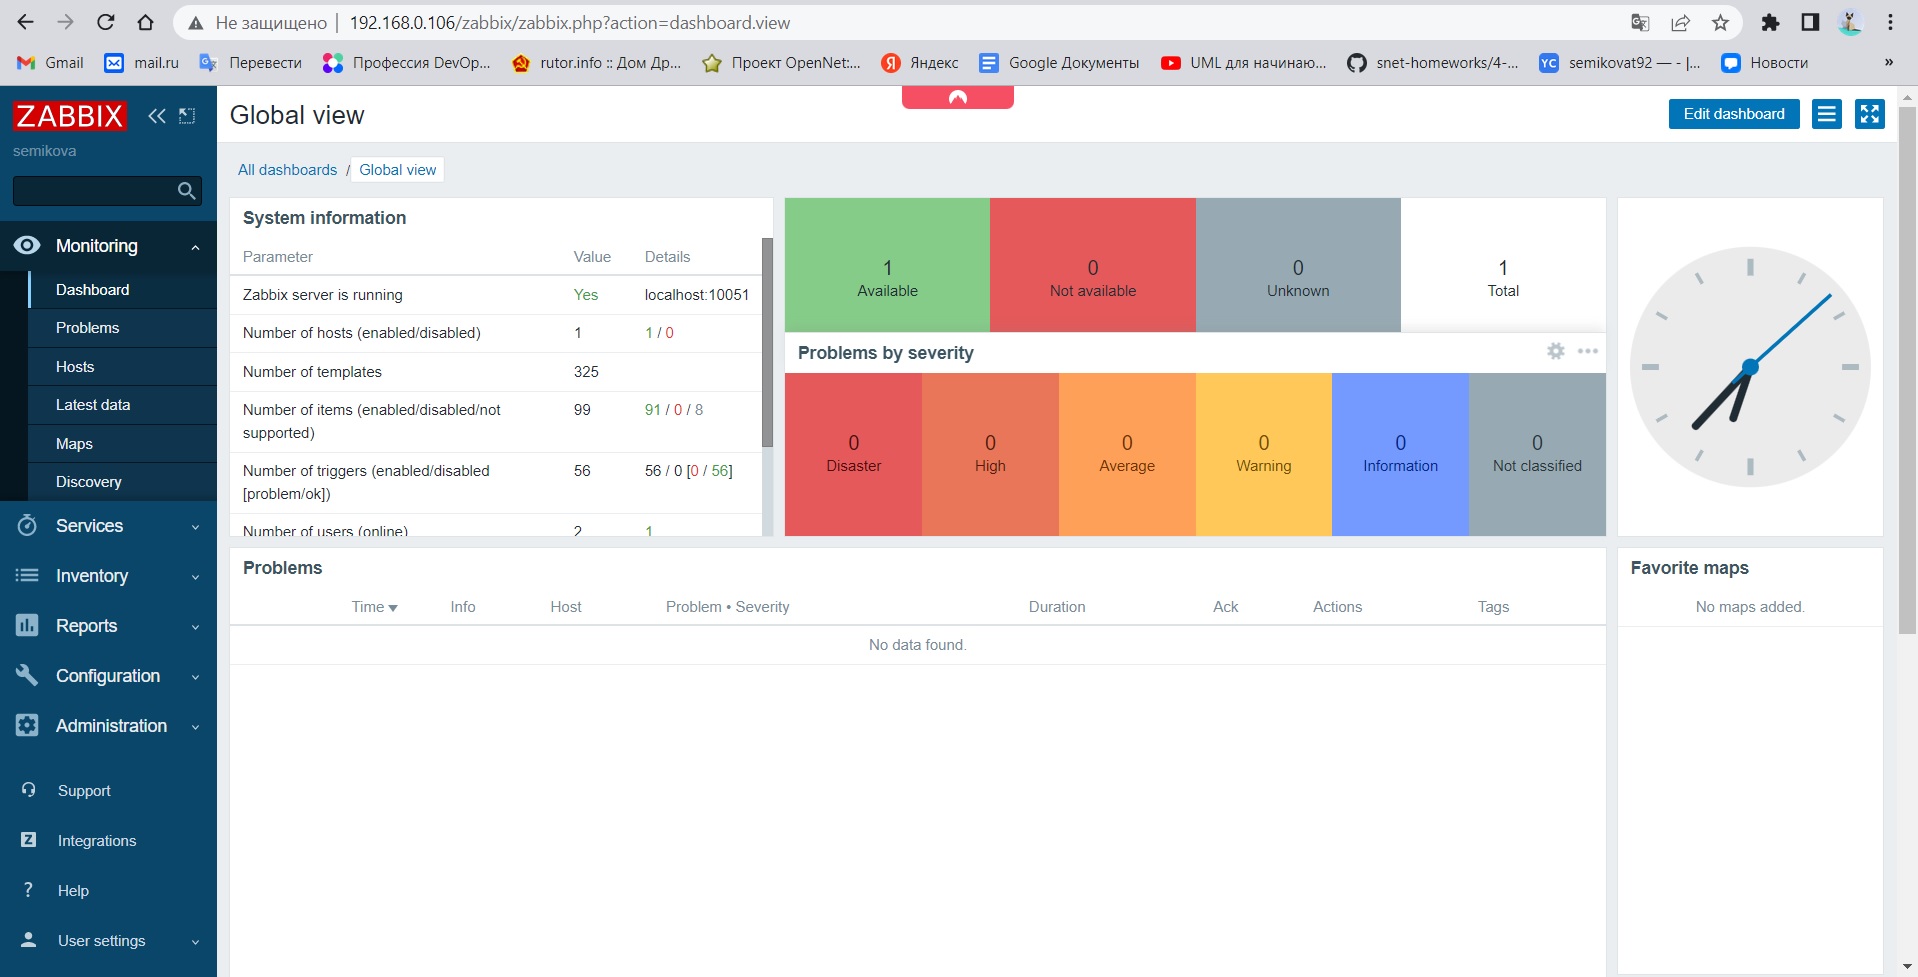 Не защищено | 192.168.0.106/zabbix/zabbix.php?action=dashboard.view
Gmail mail.ru Перевести Профессия DevOp... rutor.info :: Дом Др... Проект OpenNet:... Яндекс Google Документы UML для начинаю... snet-homeworks/4-... YC semikovat92 — - |... Новости »
ZABBIX
semikova
Monitoring
Dashboard
Problems
Hosts
Latest data
Maps
Discovery
Services
Inventory
Reports
Configuration
Administration
Support
Z Integrations
? Help
User settings
Global view
Edit dashboard
All dashboards / Global view
System information
Parameter Value Details
Zabbix server is running Yes localhost:10051
Number of hosts (enabled/disabled) 1 1 / 0
Number of templates 325
Number of items (enabled/disabled/not 99 91 / 0 / 8
supported)
Number of triggers (enabled/disabled 56 56 / 0 [0 / 56]
[problem/ok])
Number of users (online) 2 1
1 0 0 1
Available Not available Unknown Total
Problems by severity
0 0 0 0 0 0
Disaster High Average Warning Information Not classified
Problems
Time Info Host Problem • Severity Duration Ack Actions Tags
No data found.
Favorite maps
No maps added.